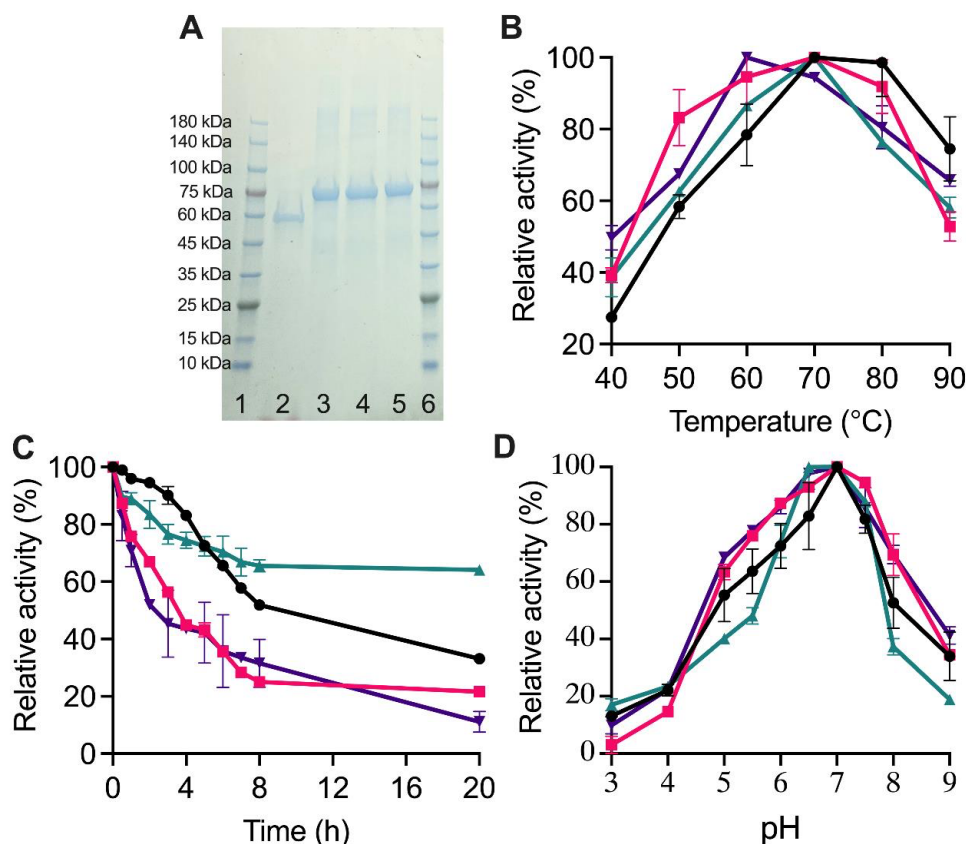 A
180 kDa
140 kDa
100 kDa
75 kDa
60 kDa
45 kDa
35 kDa
25 kDa
15 kDa
10 kDa
1 2 3 4 5 6
B
Relative activity (%)
100
80
60
40
20
40 50 60 70 80 90
Temperature (°C)
C
Relative activity (%)
100
80
60
40
20
0
0 4 8 12 16 20
Time (h)
D
Relative activity (%)
100
80
60
40
20
0
3 4 5 6 7 8 9
pH